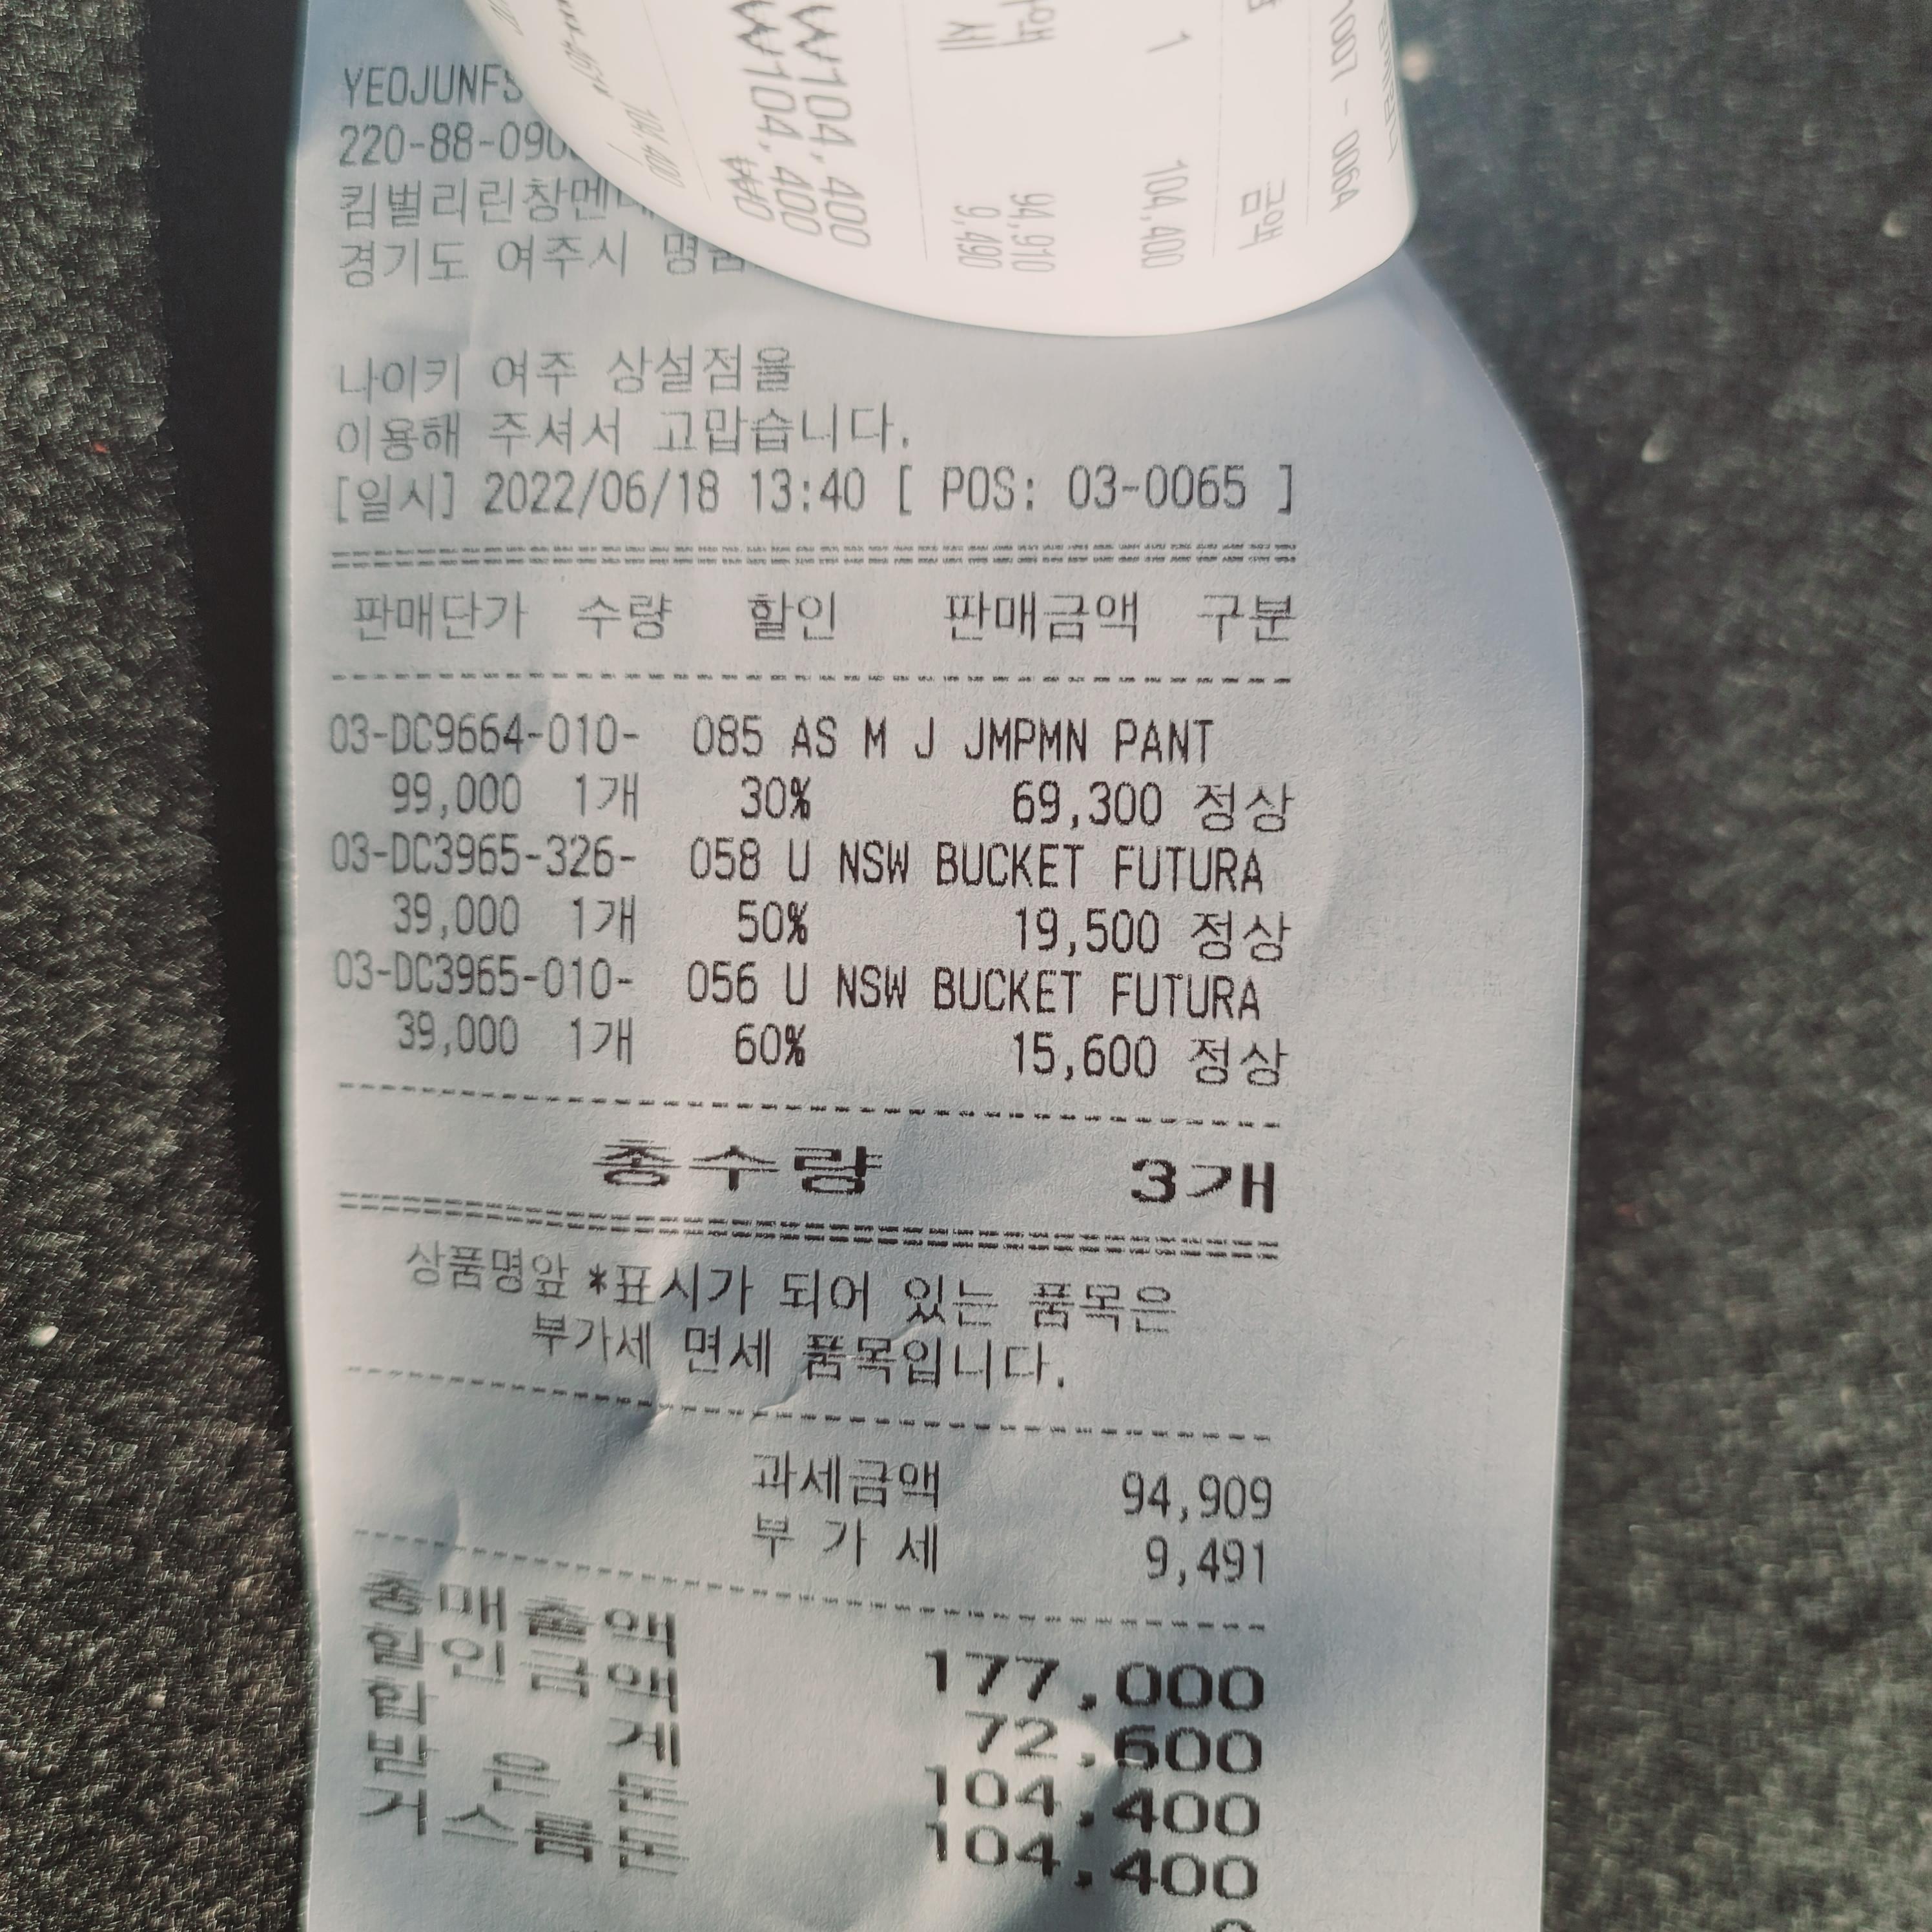 YEOJUNFS
220-88-090
킴벌리린창멘
경기도 여주시 명품
나이키 여주 상설점을
이용해 주셔서 고맙습니다.
[일시] 2022/06/18 13:40 [ POS: 03-0065 ]
판매단가 수량 할인 판매금액 구분
03-DC9664-010- 085 AS M J JMPMN PANT
99,000 1개 30% 69,300 정상
03-DC3965-326- 058 U NSW BUCKET FUTURA
39,000 1개 50% 19,500 정상
03-DC3965-010- 056 U NSW BUCKET FUTURA
39,000 1개 60% 15,600 정상
총수량 3개
상품명앞 *표시가 되어 있는 품목은
부가세 면세 품목입니다.
과세금액 94,909
부 가 세 9,491
총매출액 177,000
할인금액 72,600
합 계 104,400
받 은 돈 104,400
거스름돈
1007 - 0064
금액
1 104,400
94,910
9,490
₩104,400
₩104,400
₩0
104,400